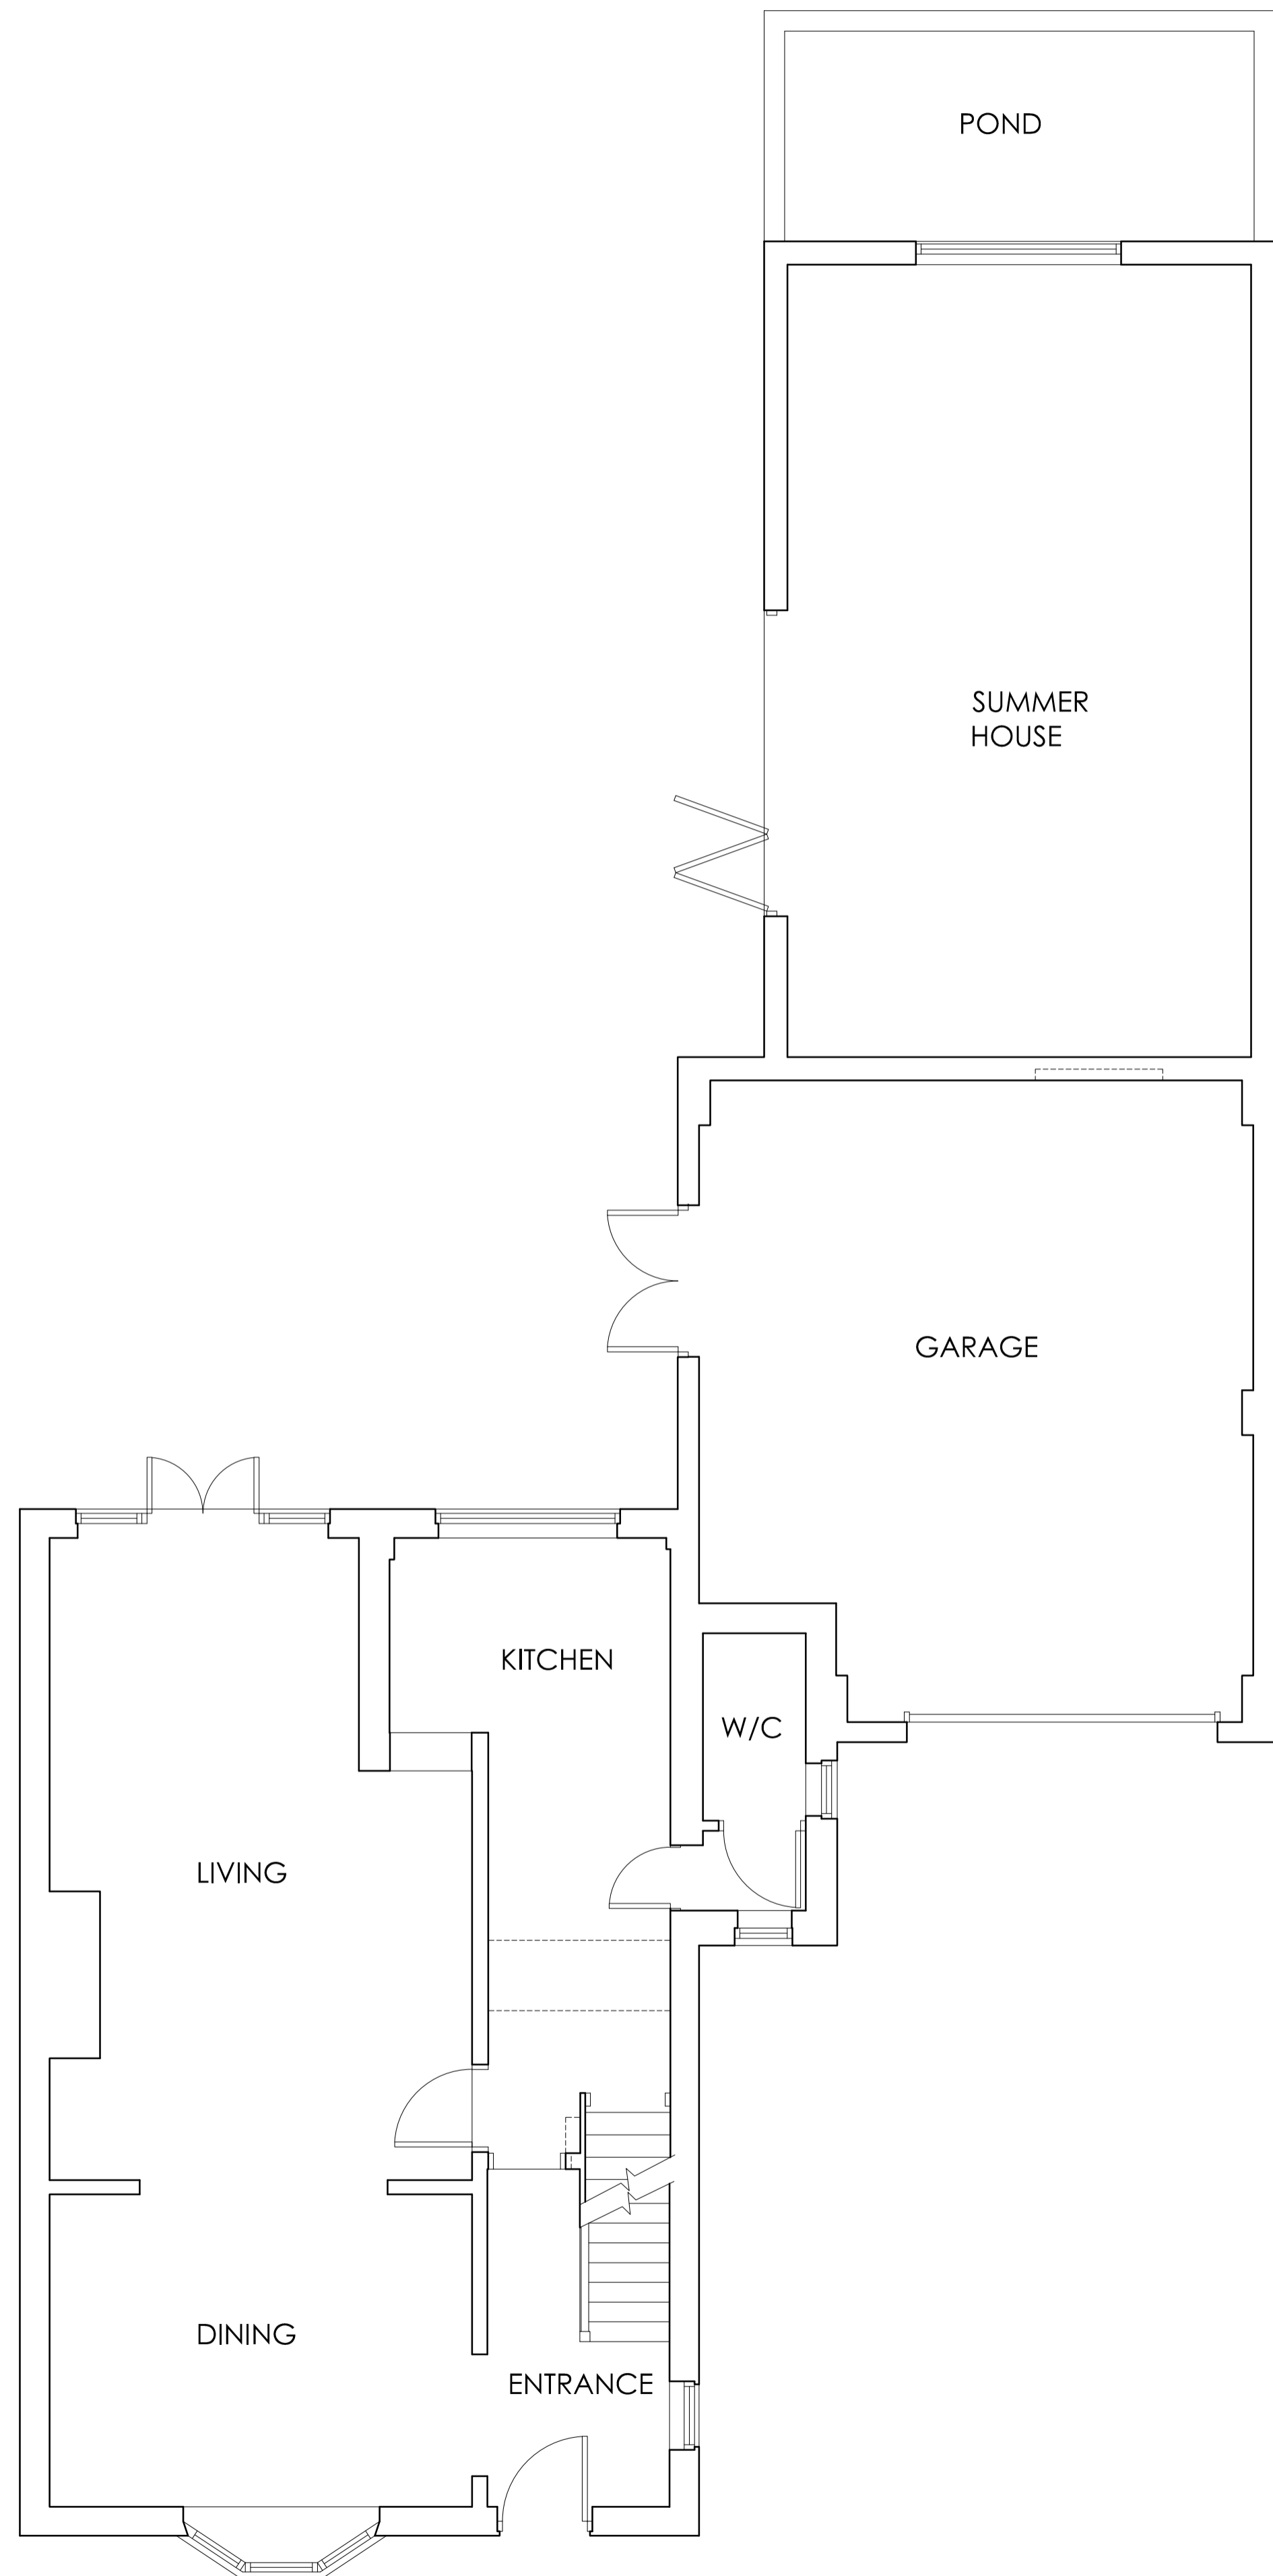 POND
SUMMER
HOUSE
GARAGE
KITCHEN
W/C
LIVING
DINING
ENTRANCE